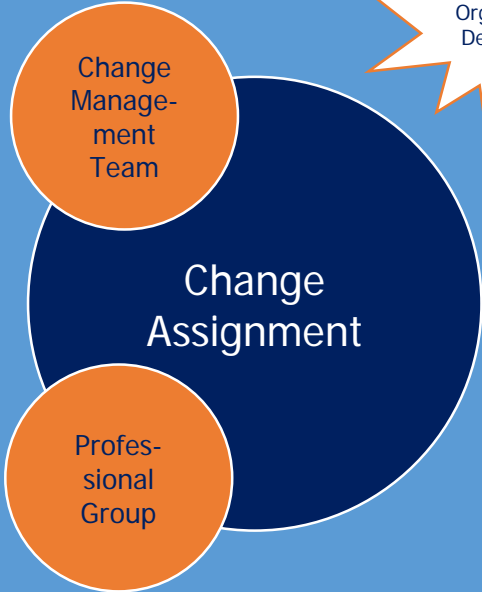 Change
Manage-
ment
Team
Change
Assignment
Profes-
sional
Group